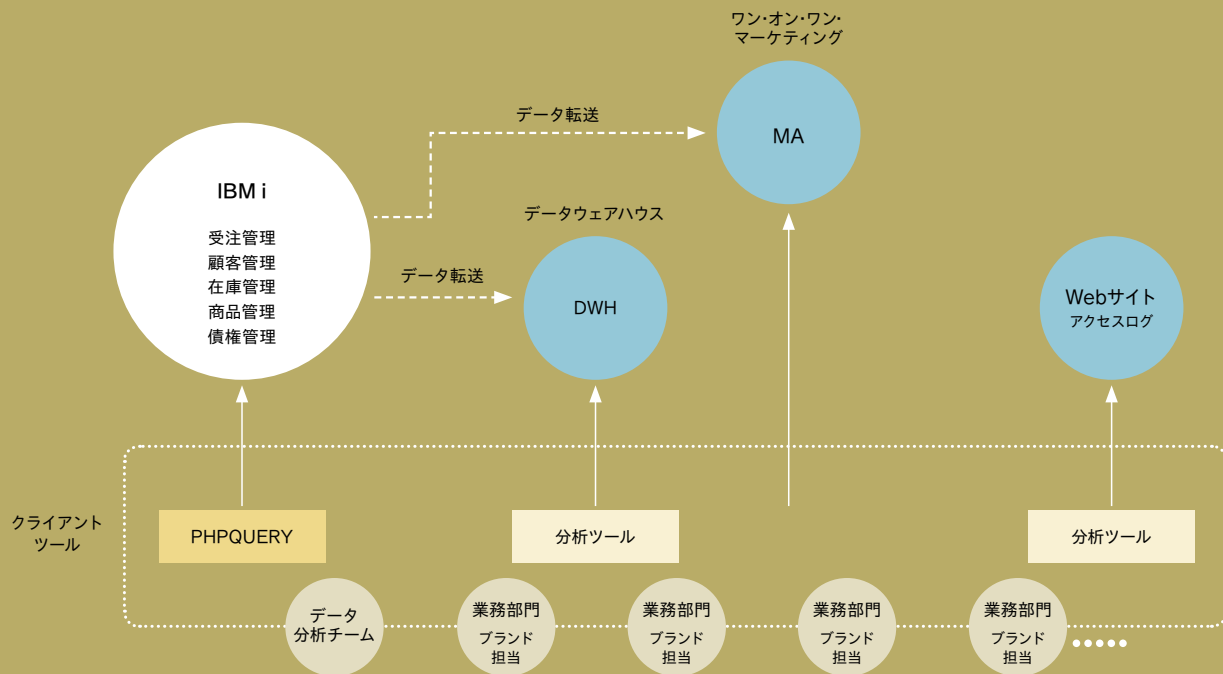 ワン・オン・ワン・
マーケティング
データ転送
MA
IBM i
受注管理
顧客管理
在庫管理
商品管理
債権管理
データウェアハウス
データ転送
DWH
Webサイト
アクセスログ
クライアント
ツール
PHPQUERY
分析ツール
分析ツール
データ
分析チーム
業務部門
ブランド
担当
業務部門
ブランド
担当
業務部門
ブランド
担当
業務部門
ブランド
担当